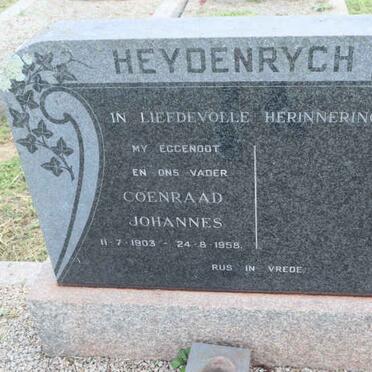 HEYDENRYCH
IN LIEFDEVOLLE HERINNERING
MY EGGENOOT
EN ONS VADER
COENRAAD
JOHANNES
11·7·1903 - 24·8·1958.
RUS IN VREDE.